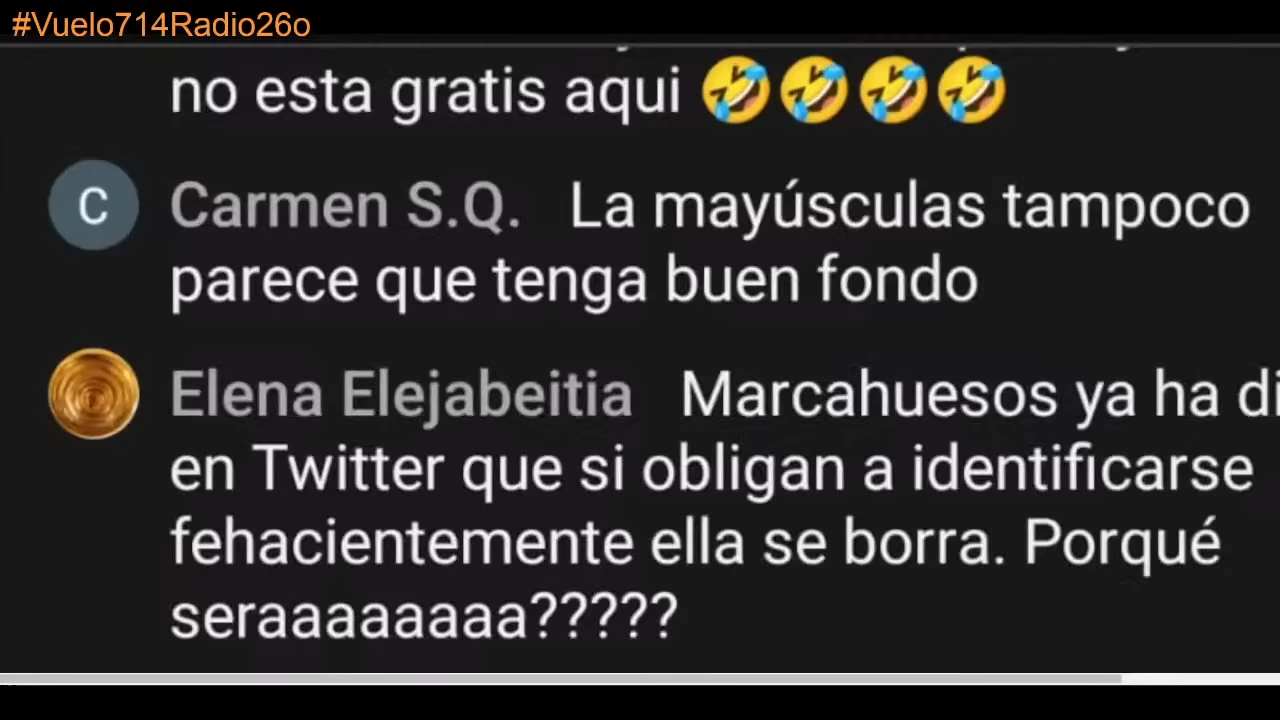 #Vuelo714Radio26o
no esta gratis aqui 🤣🤣🤣🤣
C Carmen S.Q. La mayúsculas tampoco
parece que tenga buen fondo
Elena Elejabeitia Marcahuesos ya ha di
en Twitter que si obligan a identificarse
fehacientemente ella se borra. Porqué
seraaaaaaaa?????